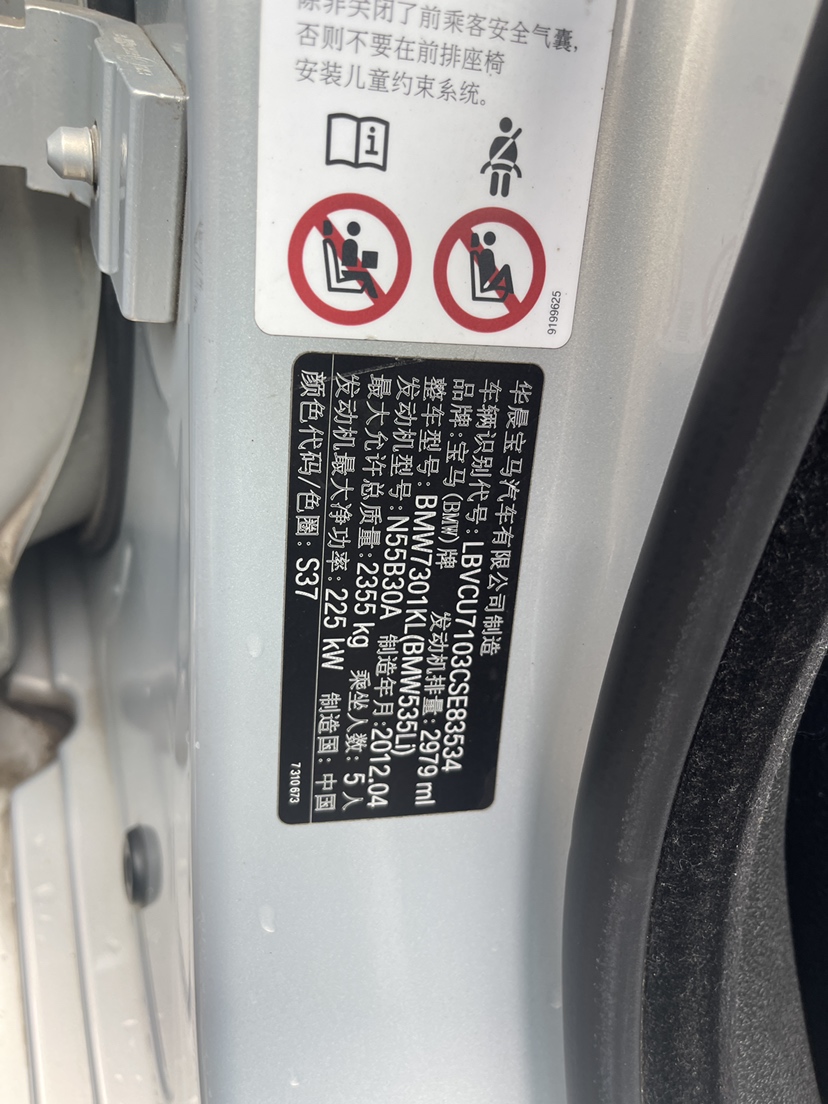 除非关闭了前乘客安全气囊，
否则不要在前排座椅
安装儿童约束系统。
9199625
华晨宝马汽车有限公司制造
车辆识别代号：LBVCU7103CSE83534
品牌：宝马(BMW)牌 发动机排量：2979 ml
整车型号：BMW7301KL(BMW535Li)
发动机型号：N55B30A 制造年月：2012.04
最大允许总质量：2355 kg 乘坐人数：5人
发动机最大净功率：225 kW 制造国：中国
颜色代码/色圈：S37
7 310 673